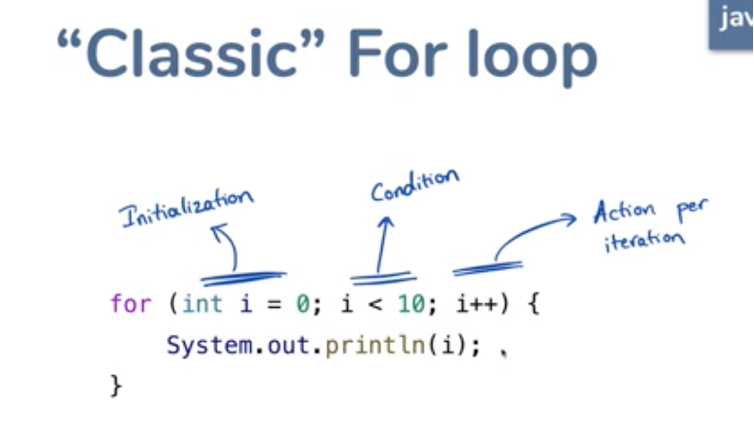 jav
“Classic” For loop
Initialization
Condition
Action per
iteration
for (int i = 0; i < 10; i++) {
System.out.println(i);
}